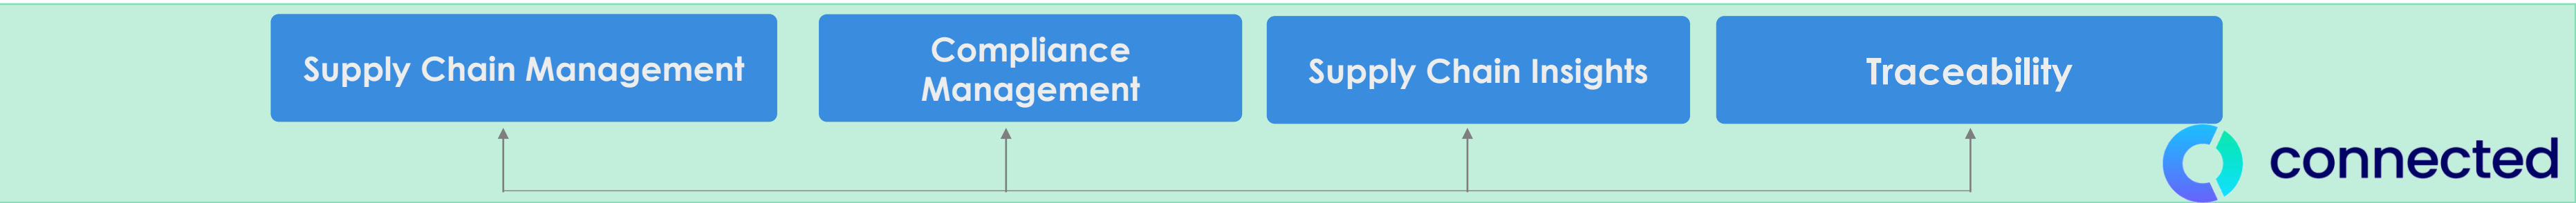 Supply Chain Management
Compliance
Management
Supply Chain Insights
Traceability
connected